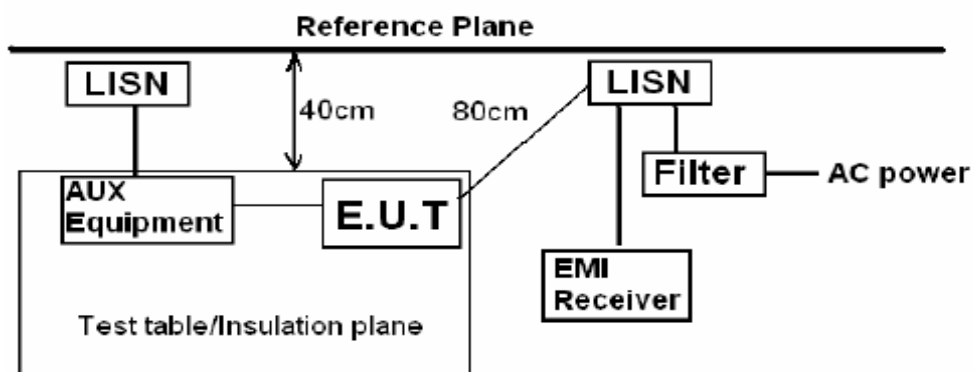 Reference Plane
LISN
40cm
80cm
LISN
AUX
Equipment
E.U.T
Filter
AC power
EMI
Receiver
Test table/Insulation plane